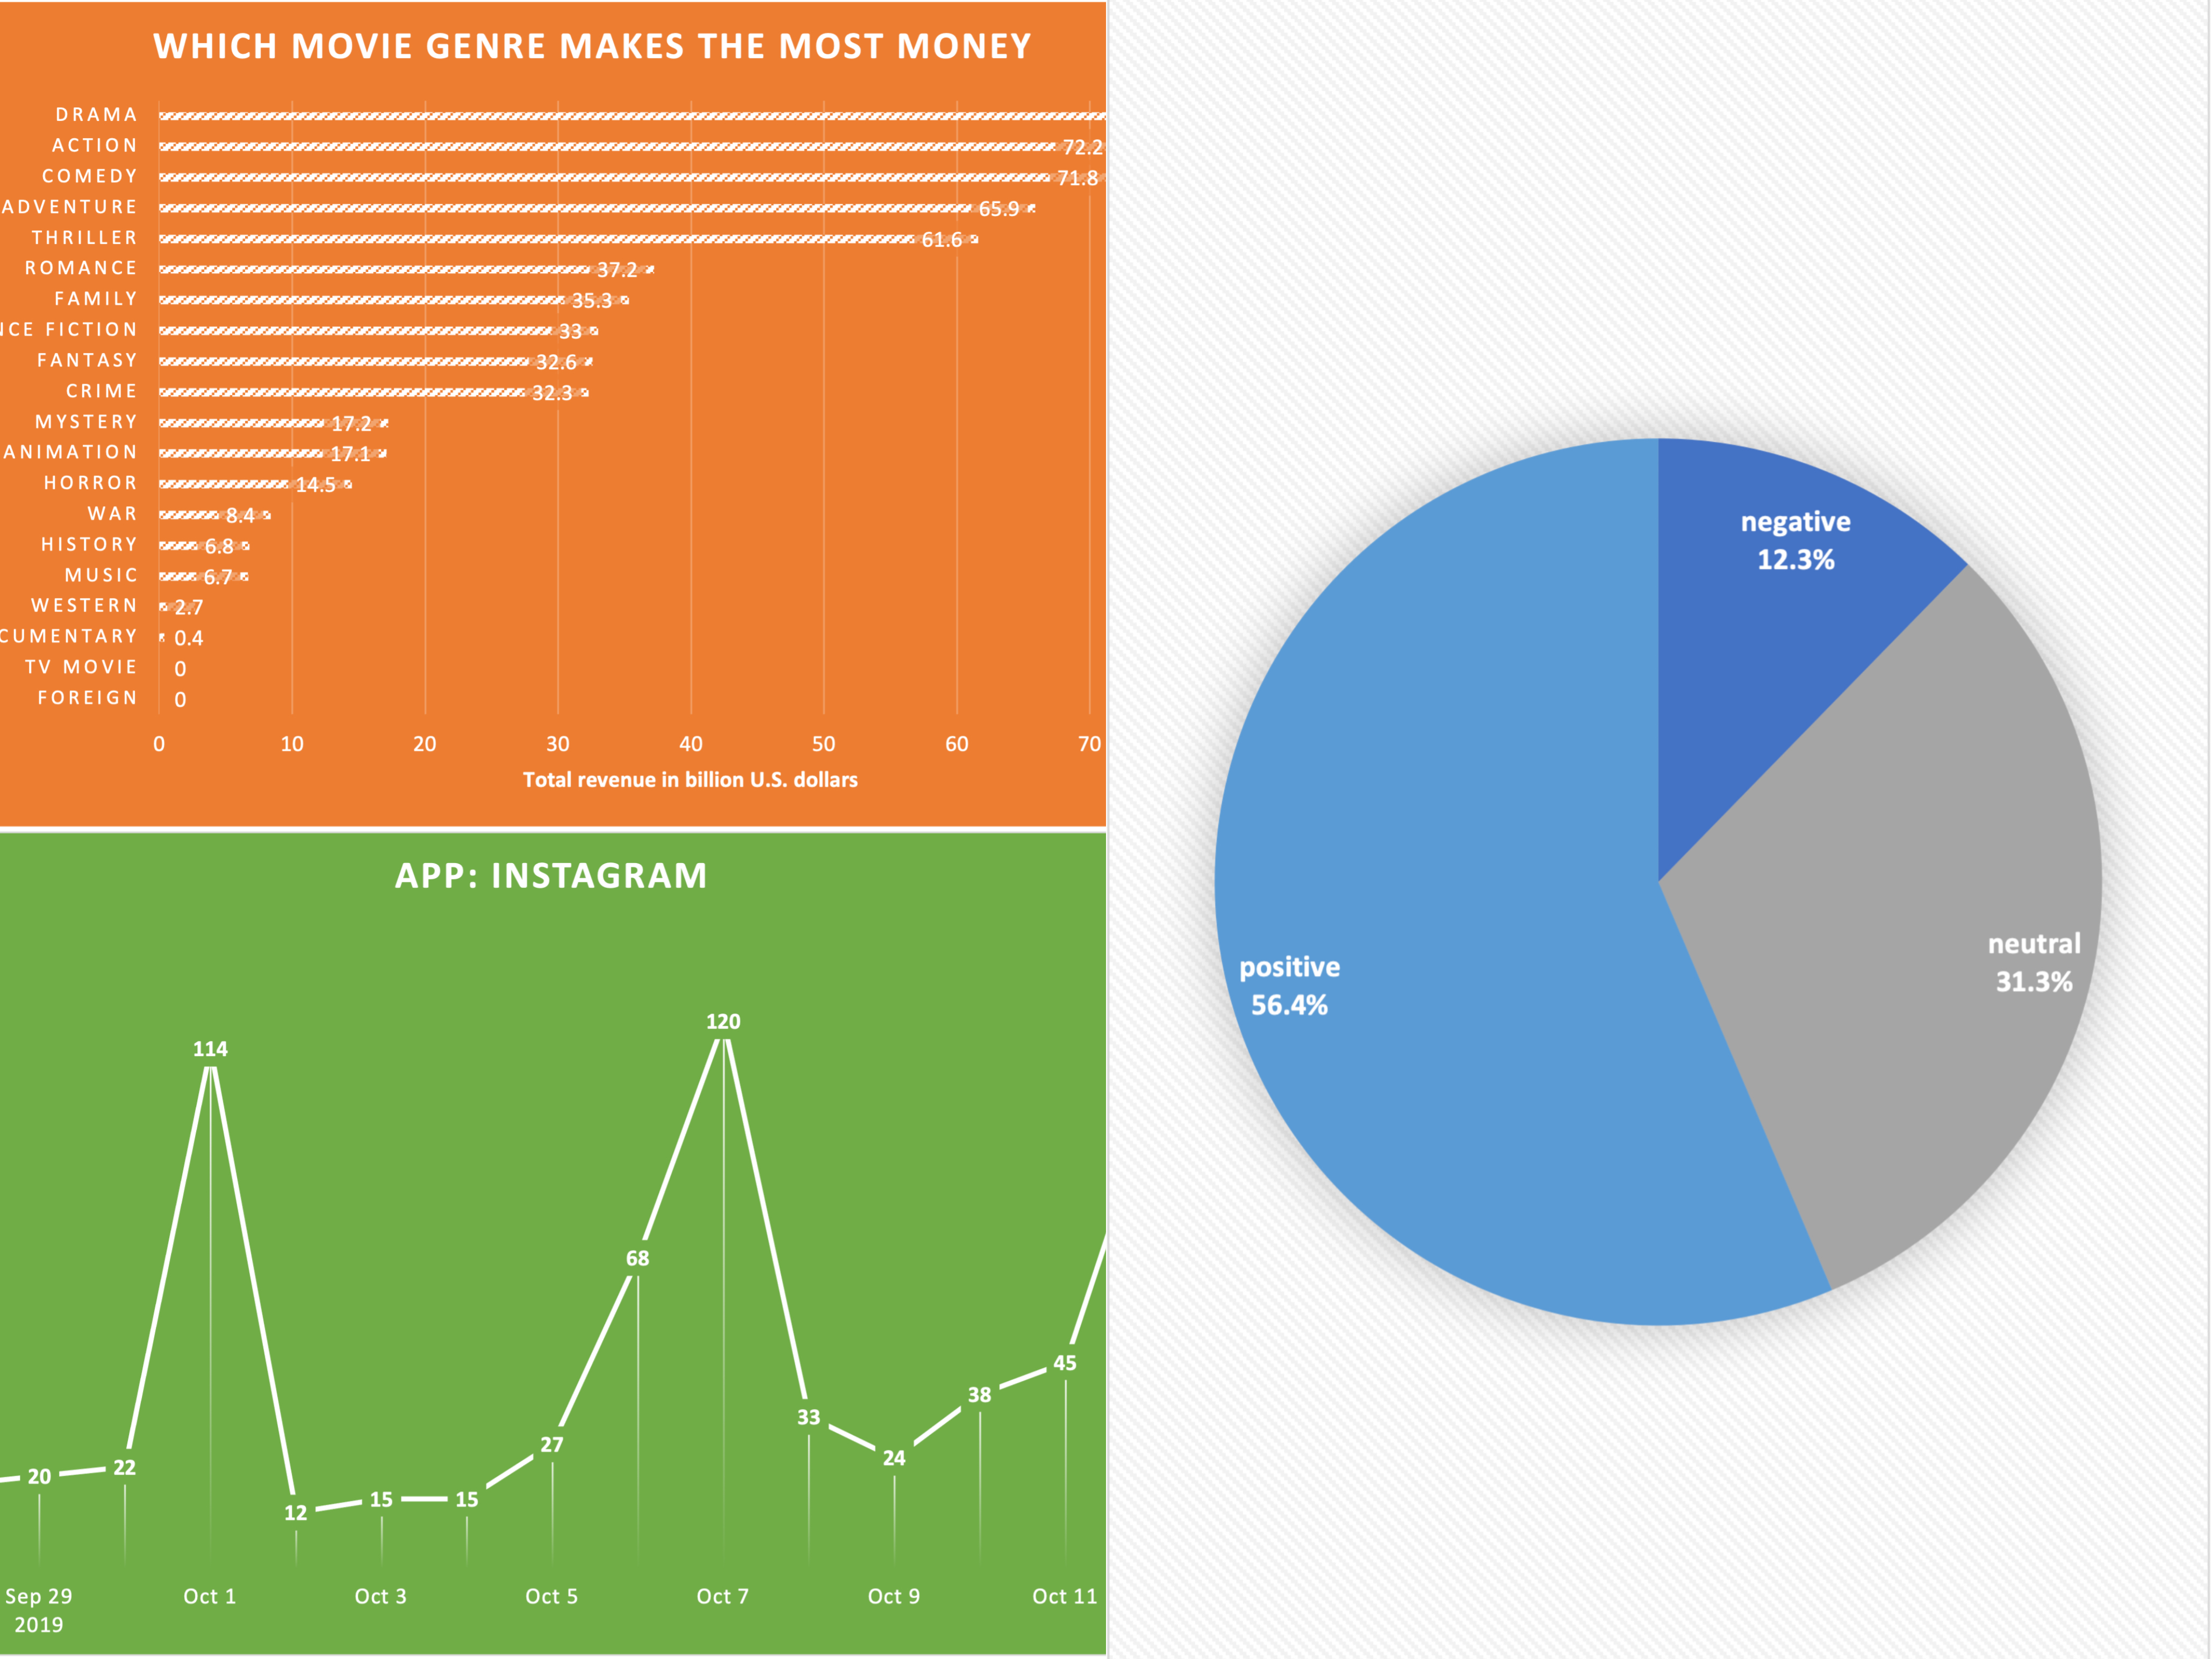 WHICH MOVIE GENRE MAKES THE MOST MONEY
DRAMA
ACTION 72.2
COMEDY 71.8
ADVENTURE 65.9
THRILLER 61.6
ROMANCE 37.2
FAMILY 35.3
NCE FICTION 33
FANTASY 32.6
CRIME 32.3
MYSTERY 17.2
ANIMATION 17.1
HORROR 14.5
WAR 8.4
HISTORY 6.8
MUSIC 6.7
WESTERN 2.7
CUMENTARY 0.4
TV MOVIE 0
FOREIGN 0
0 10 20 30 40 50 60 70
Total revenue in billion U.S. dollars
APP: INSTAGRAM
20 22 114 12 15 15 27 68 120 33 24 38 45
Sep 29 Oct 1 Oct 3 Oct 5 Oct 7 Oct 9 Oct 11
2019
negative
12.3%
neutral
31.3%
positive
56.4%